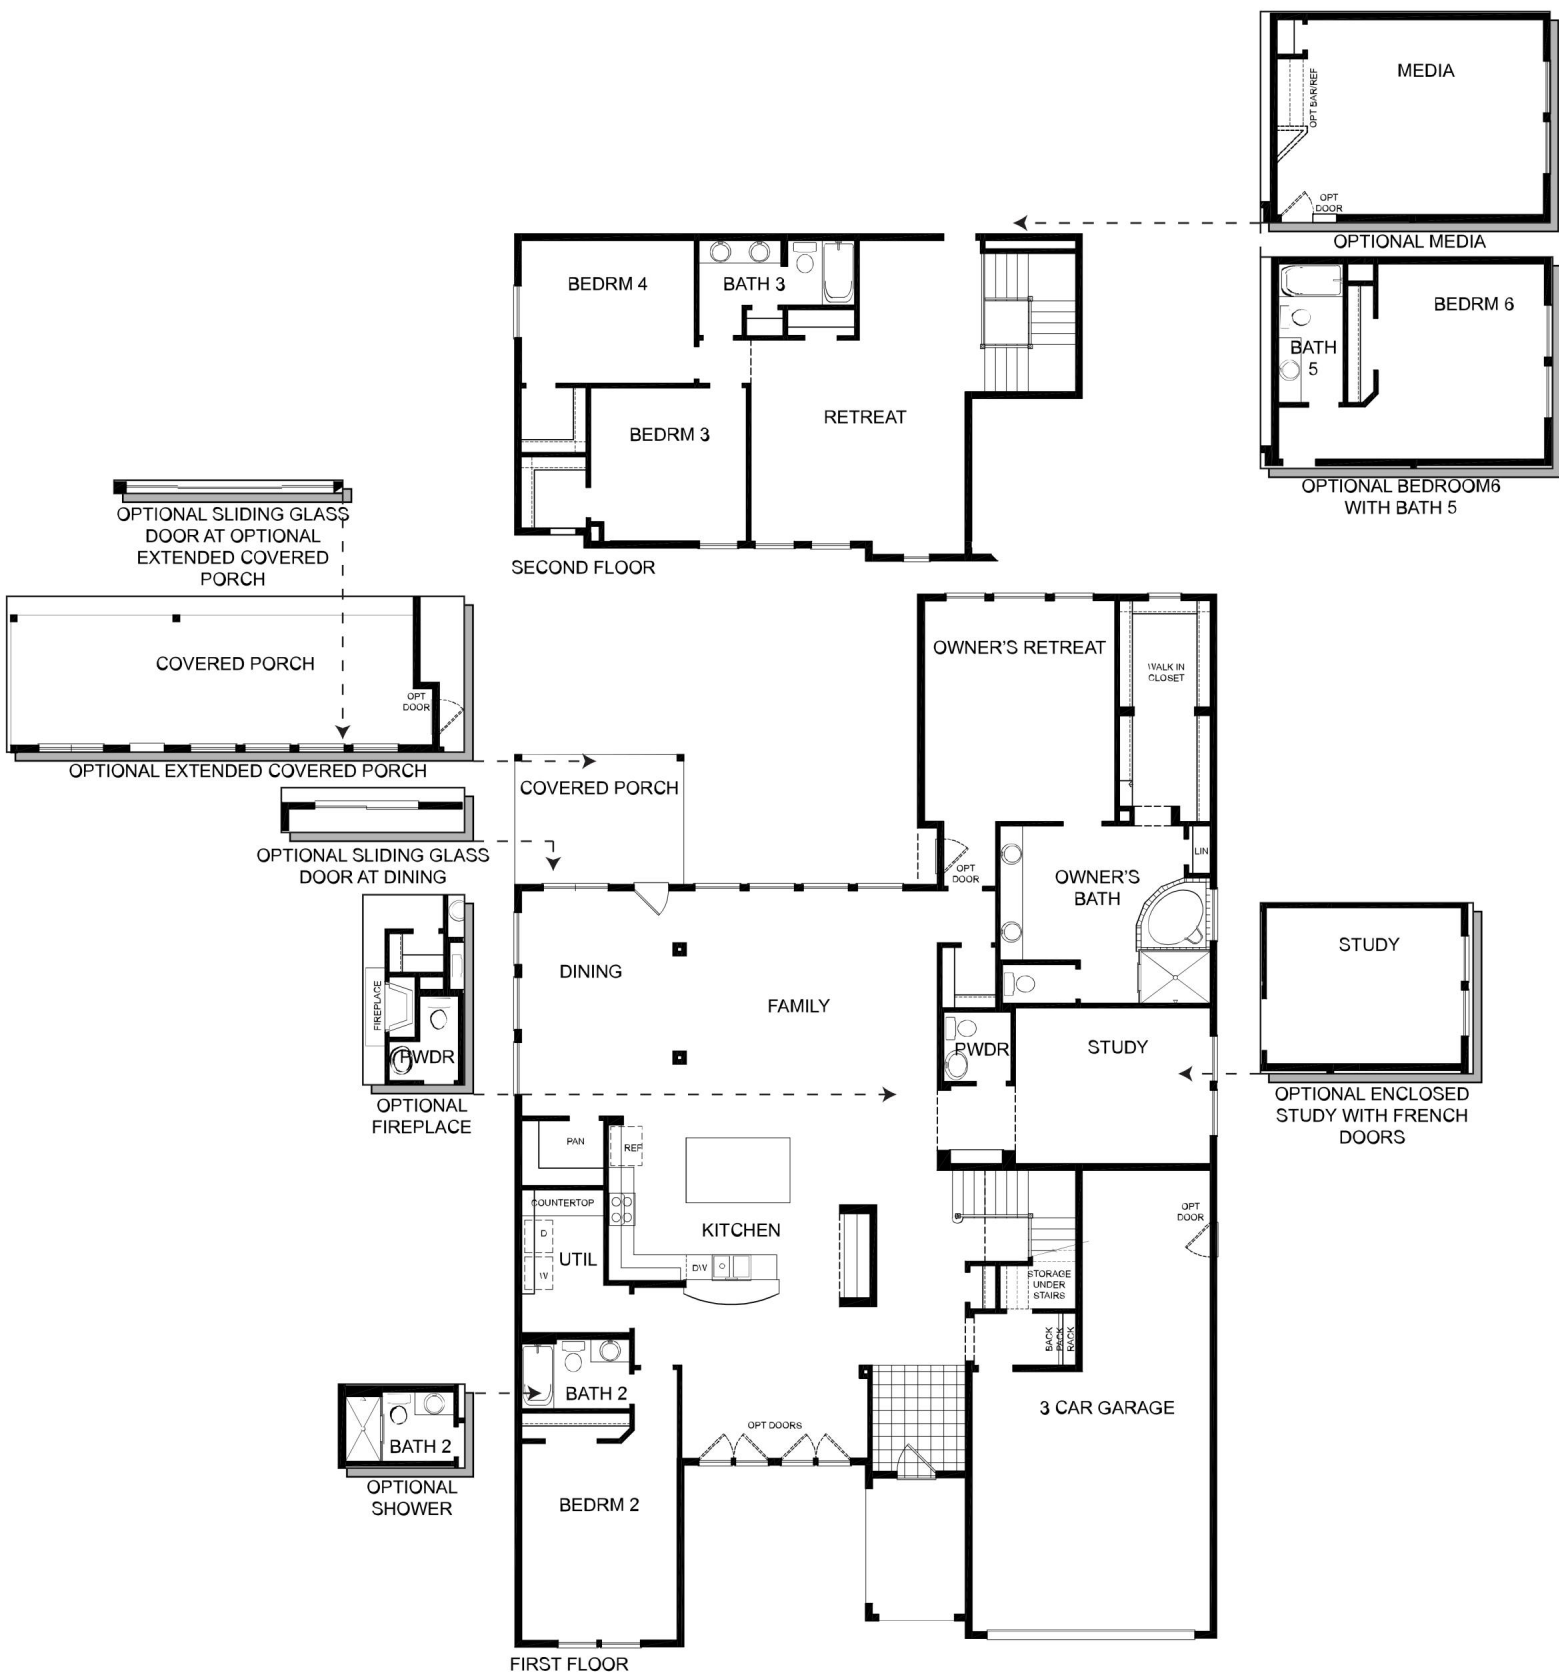 MEDIA
OPT BAR/REF
OPT
DOOR
OPTIONAL MEDIA
BEDRM 4
BATH 3
BEDRM 6
BATH
5
RETREAT
BEDRM 3
OPTIONAL BEDROOM6
WITH BATH 5
OPTIONAL SLIDING GLASS
DOOR AT OPTIONAL
EXTENDED COVERED
PORCH
SECOND FLOOR
COVERED PORCH
OPT
DOOR
OPTIONAL EXTENDED COVERED PORCH
OWNER'S RETREAT
WALK IN
CLOSET
COVERED PORCH
OPTIONAL SLIDING GLASS
DOOR AT DINING
LIN
OPT
DOOR
OWNER'S
BATH
STUDY
DINING
FAMILY
FIREPLACE
PWDR
OPTIONAL
FIREPLACE
PWDR
STUDY
OPTIONAL ENCLOSED
STUDY WITH FRENCH
DOORS
PAN
REF
COUNTERTOP
D
W
UTIL
KITCHEN
DW
OPT
DOOR
STORAGE
UNDER
STAIRS
BACK
PACK
RACK
BATH 2
3 CAR GARAGE
OPT DOORS
BATH 2
OPTIONAL
SHOWER
BEDRM 2
FIRST FLOOR